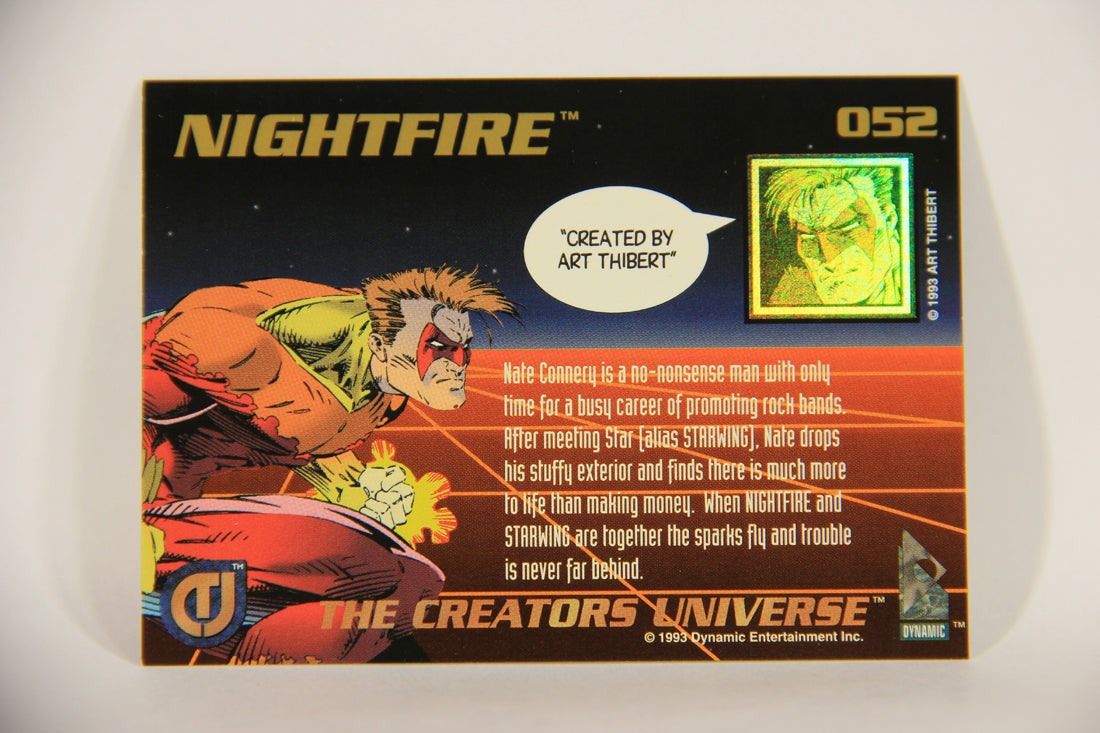 NIGHTFIRE™
052
"CREATED BY
ART THIBERT"
© 1993 ART THIBERT
Nate Connery is a no-nonsense man with only
time for a busy career of promoting rock bands.
After meeting Star (alias STARWING), Nate drops
his stuffy exterior and finds there is much more
to life than making money. When NIGHTFIRE and
STARWING are together the sparks fly and trouble
is never far behind.
CU™
THE CREATORS UNIVERSE™
© 1993 Dynamic Entertainment Inc.
DYNAMIC™